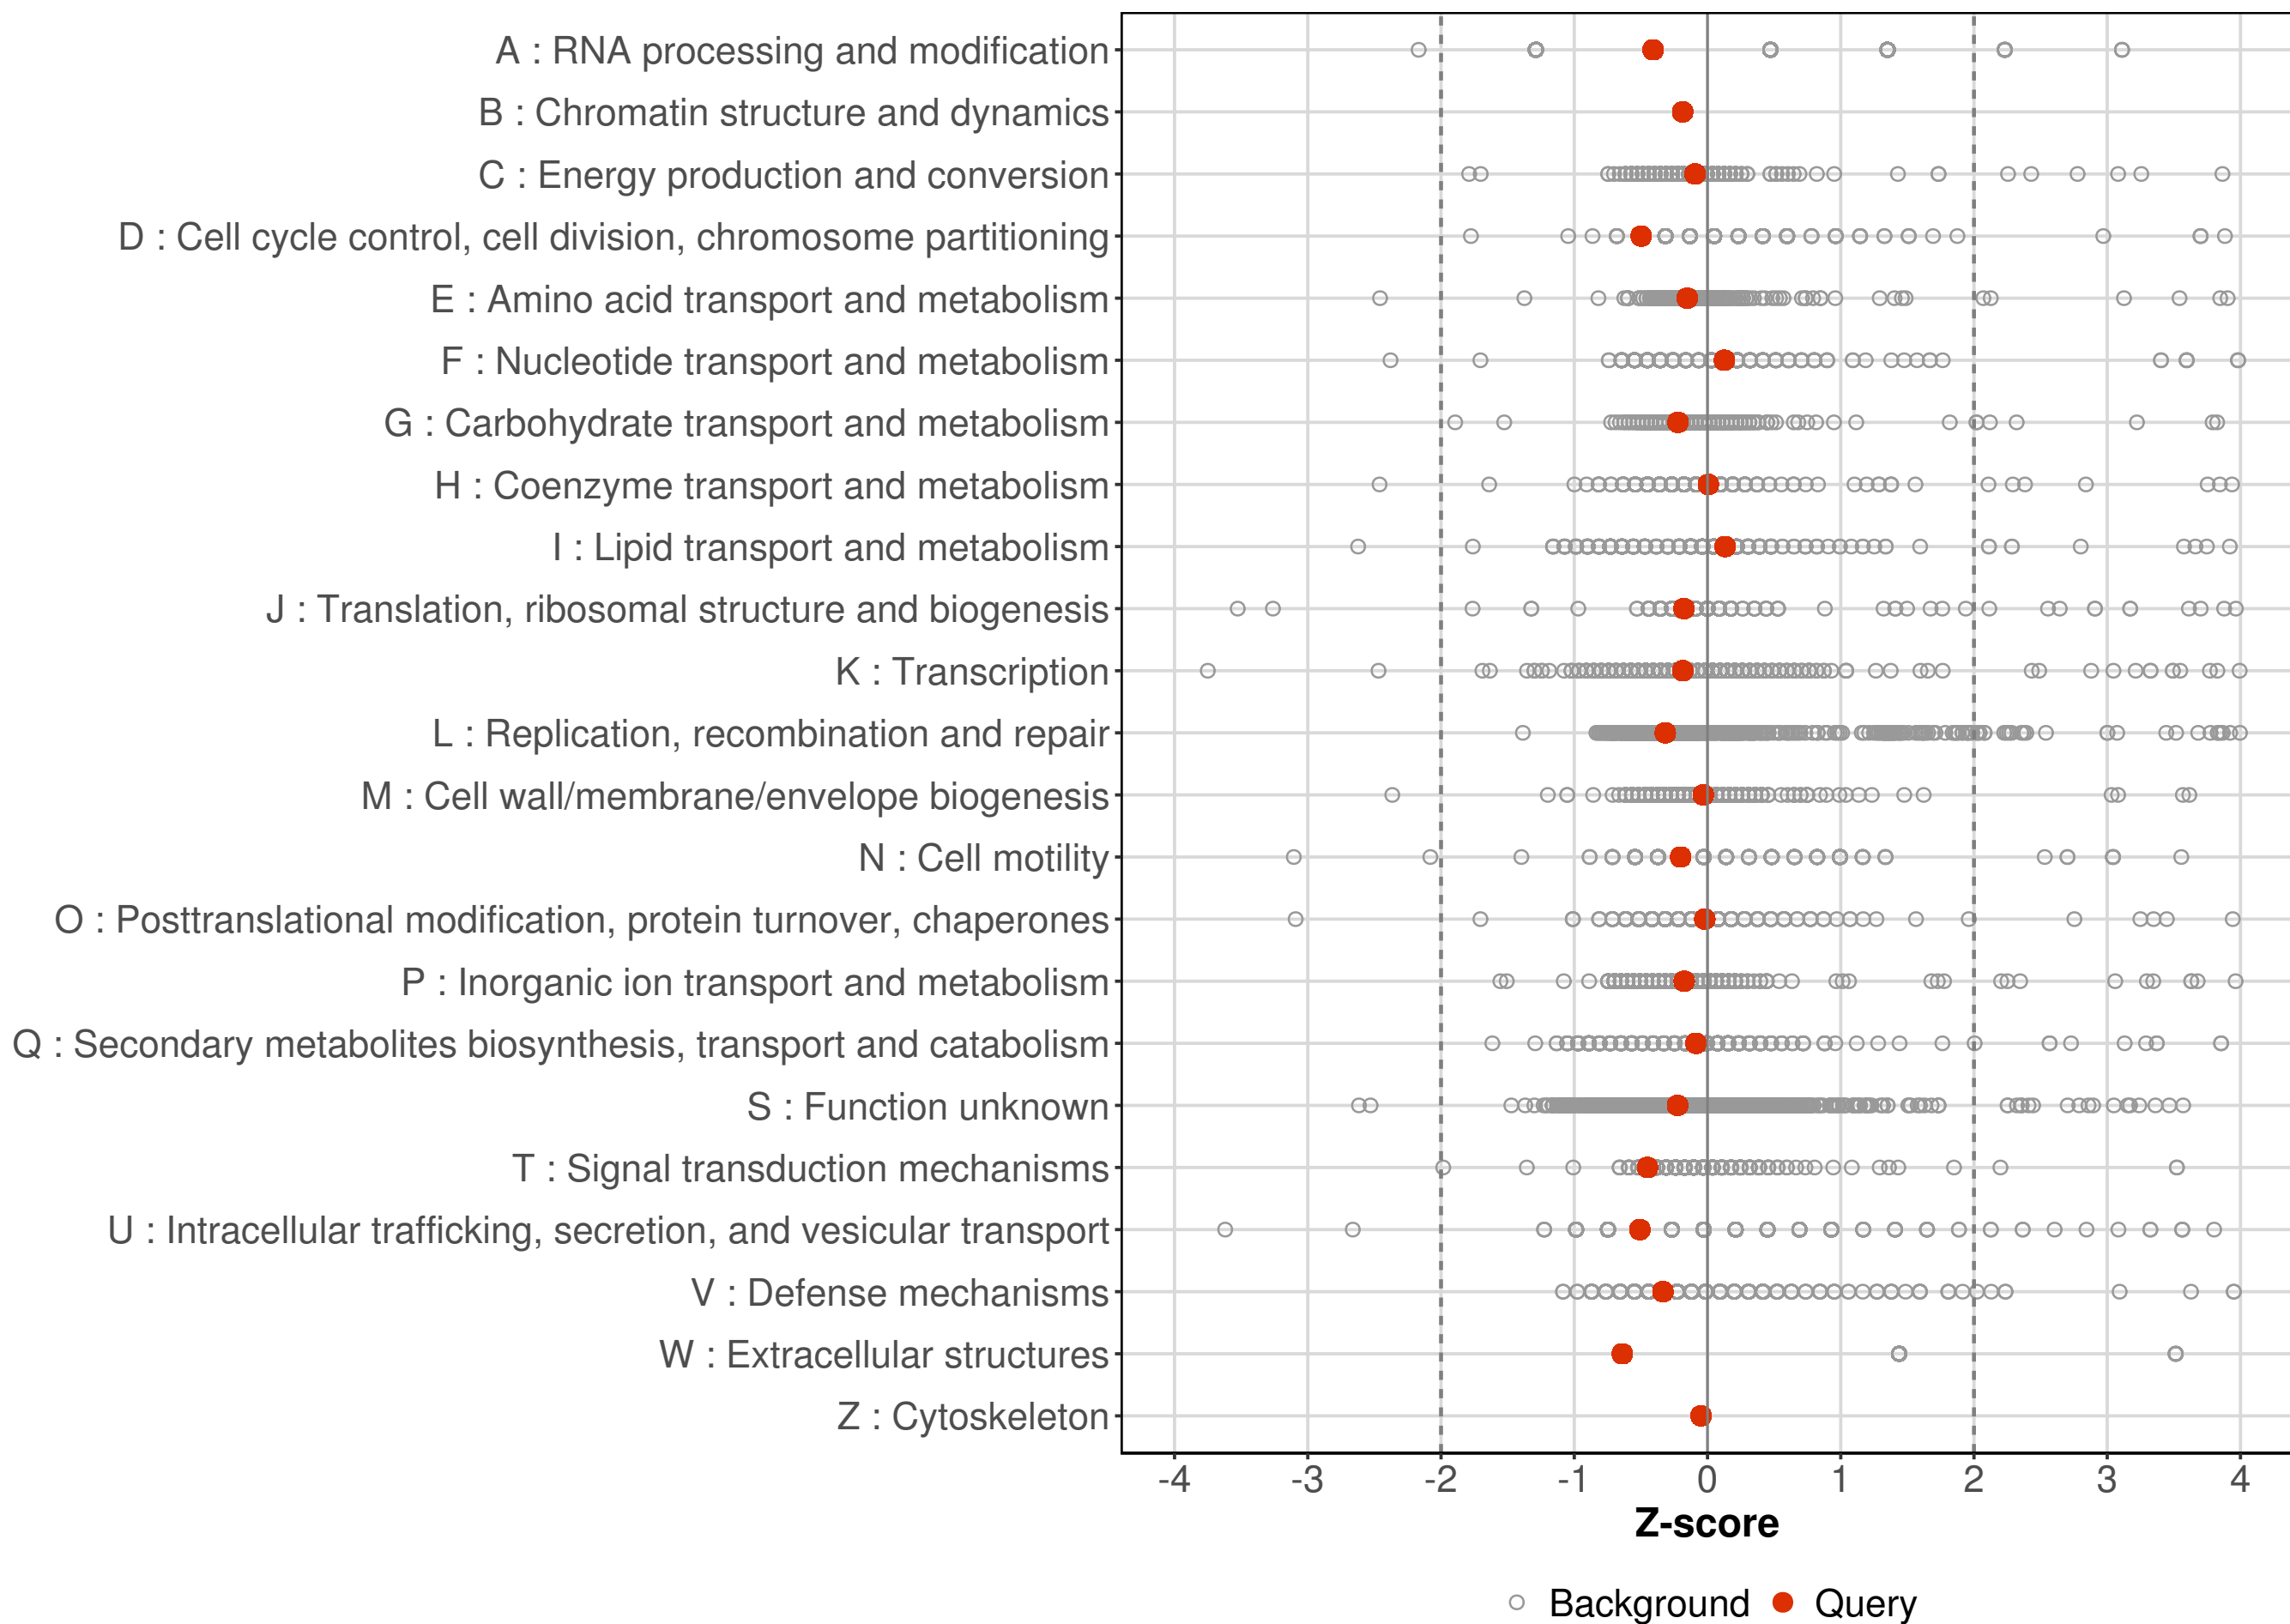 A : RNA processing and modification
B : Chromatin structure and dynamics
C : Energy production and conversion
D : Cell cycle control, cell division, chromosome partitioning
E : Amino acid transport and metabolism
F : Nucleotide transport and metabolism
G : Carbohydrate transport and metabolism
H : Coenzyme transport and metabolism
I : Lipid transport and metabolism
J : Translation, ribosomal structure and biogenesis
K : Transcription
L : Replication, recombination and repair
M : Cell wall/membrane/envelope biogenesis
N : Cell motility
O : Posttranslational modification, protein turnover, chaperones
P : Inorganic ion transport and metabolism
Q : Secondary metabolites biosynthesis, transport and catabolism
S : Function unknown
T : Signal transduction mechanisms
U : Intracellular trafficking, secretion, and vesicular transport
V : Defense mechanisms
W : Extracellular structures
Z : Cytoskeleton
-4 -3 -2 -1 0 1 2 3 4
Z-score
Background Query